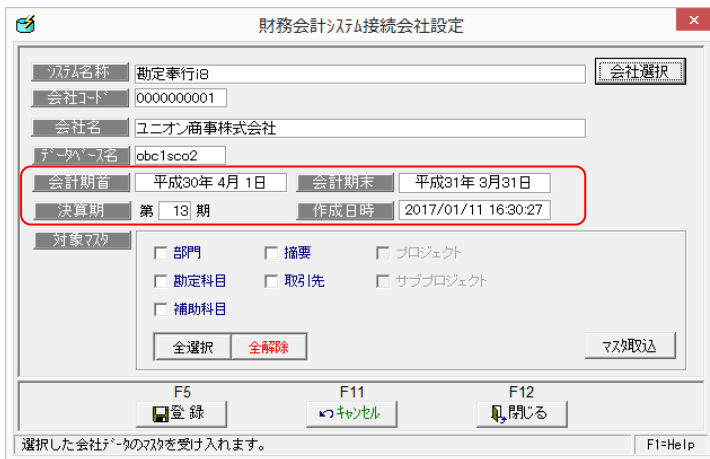 財務会計ｼｽﾃﾑ接続会社設定
ｼｽﾃﾑ名称 勘定奉行i8 会社選択
会社ｺｰﾄﾞ 0000000001
会社名 ユニオン商事株式会社
ﾃﾞｰﾀﾍﾞｰｽ名 obc1sco2
会計期首 平成30年 4月 1日 会計期末 平成31年 3月31日
決算期 第 13 期 作成日時 2017/01/11 16:30:27
対象ﾏｽﾀ
部門 摘要 プロジェクト
勘定科目 取引先 サブプロジェクト
補助科目
全選択 全解除 ﾏｽﾀ取込
F5 F11 F12
登録 ｷｬﾝｾﾙ 閉じる
選択した会社ﾃﾞｰﾀのﾏｽﾀを受け入れます。 F1=Help